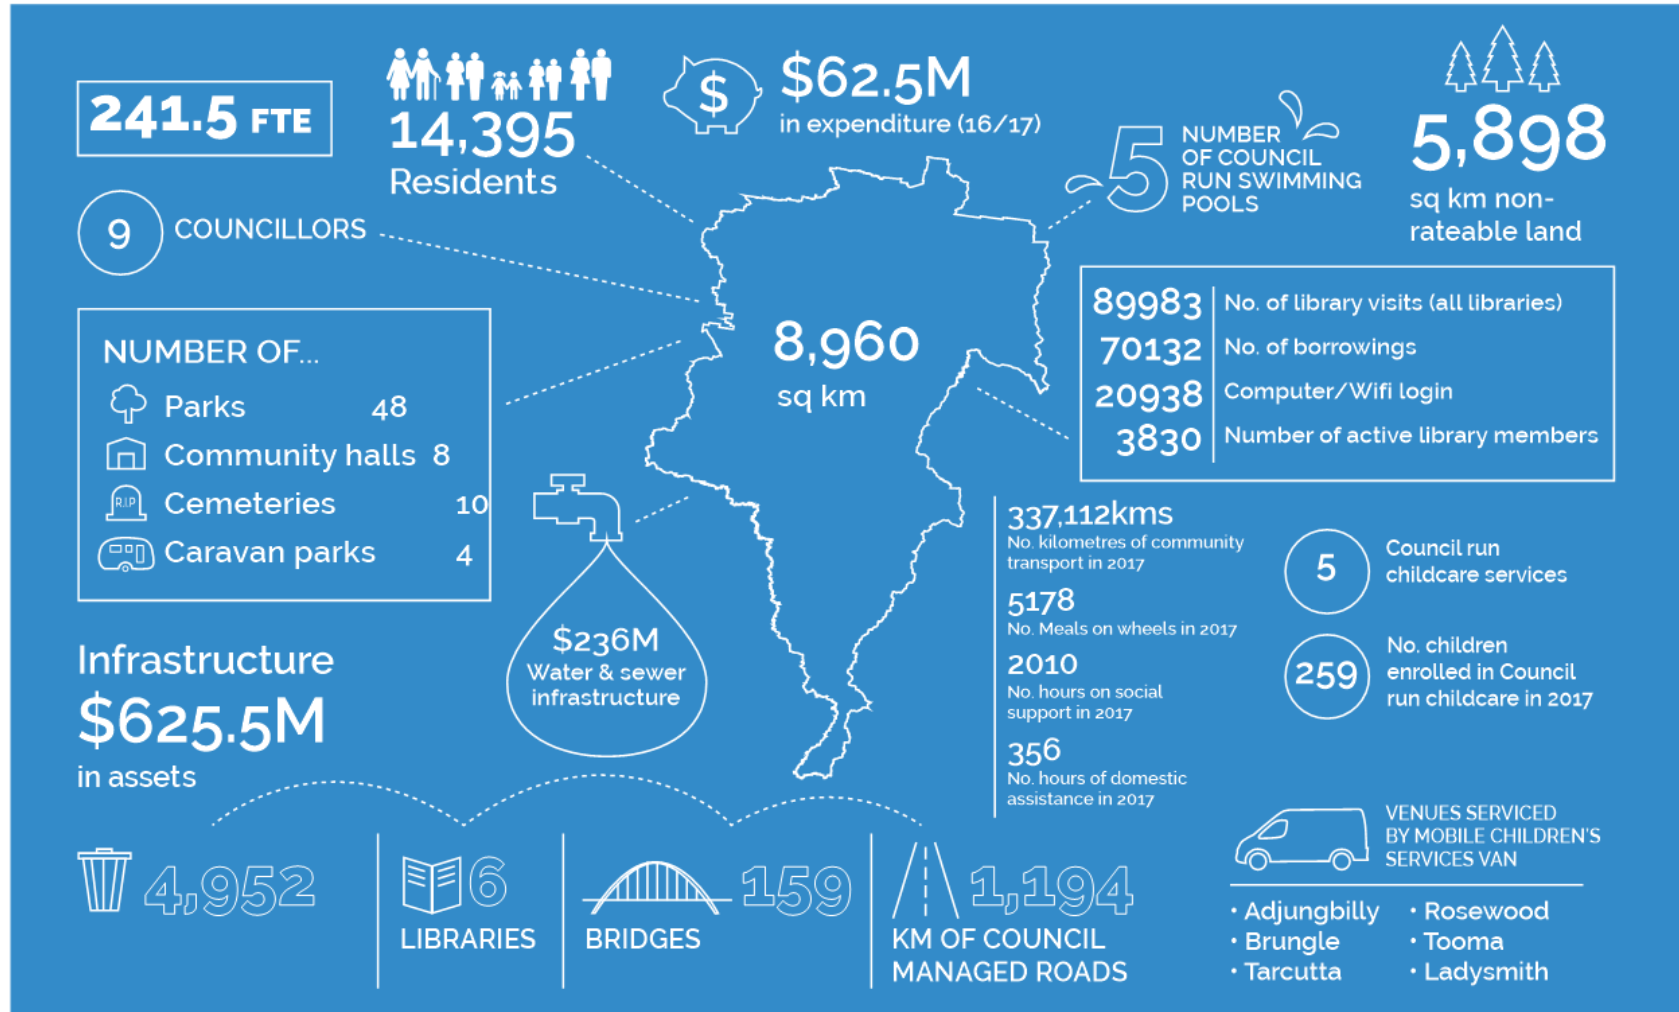 241.5 FTE
14,395
Residents
$
$62.5M
in expenditure (16/17)
5
NUMBER
OF COUNCIL
RUN SWIMMING
POOLS
5,898
sq km non-
rateable land
9 COUNCILLORS
NUMBER OF...
Parks 48
Community halls 8
R.I.P
Cemeteries 10
Caravan parks 4
8,960
sq km
89983 No. of library visits (all libraries)
70132 No. of borrowings
20938 Computer/Wifi login
3830 Number of active library members
$236M
Water & sewer
infrastructure
337,112kms
No. kilometres of community
transport in 2017
5178
No. Meals on wheels in 2017
2010
No. hours on social
support in 2017
356
No. hours of domestic
assistance in 2017
5
Council run
childcare services
259
No. children
enrolled in Council
run childcare in 2017
Infrastructure
$625.5M
in assets
4,952
6
LIBRARIES
159
BRIDGES
1,194
KM OF COUNCIL
MANAGED ROADS
VENUES SERVICED
BY MOBILE CHILDREN'S
SERVICES VAN
• Adjungbilly
• Brungle
• Tarcutta
• Rosewood
• Tooma
• Ladysmith